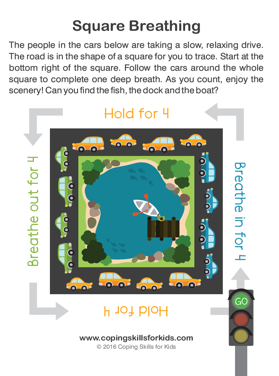 Square Breathing
The people in the cars below are taking a slow, relaxing drive.
The road is in the shape of a square for you to trace. Start at the
bottom right of the square. Follow the cars around the whole
square to complete one deep breath. As you count, enjoy the
scenery! Can you find the fish, the dock and the boat?
Hold for 4
Breathe out for 4
Breathe in for 4
Hold for 4
GO
www.copingskillsforkids.com
© 2016 Coping Skills for Kids